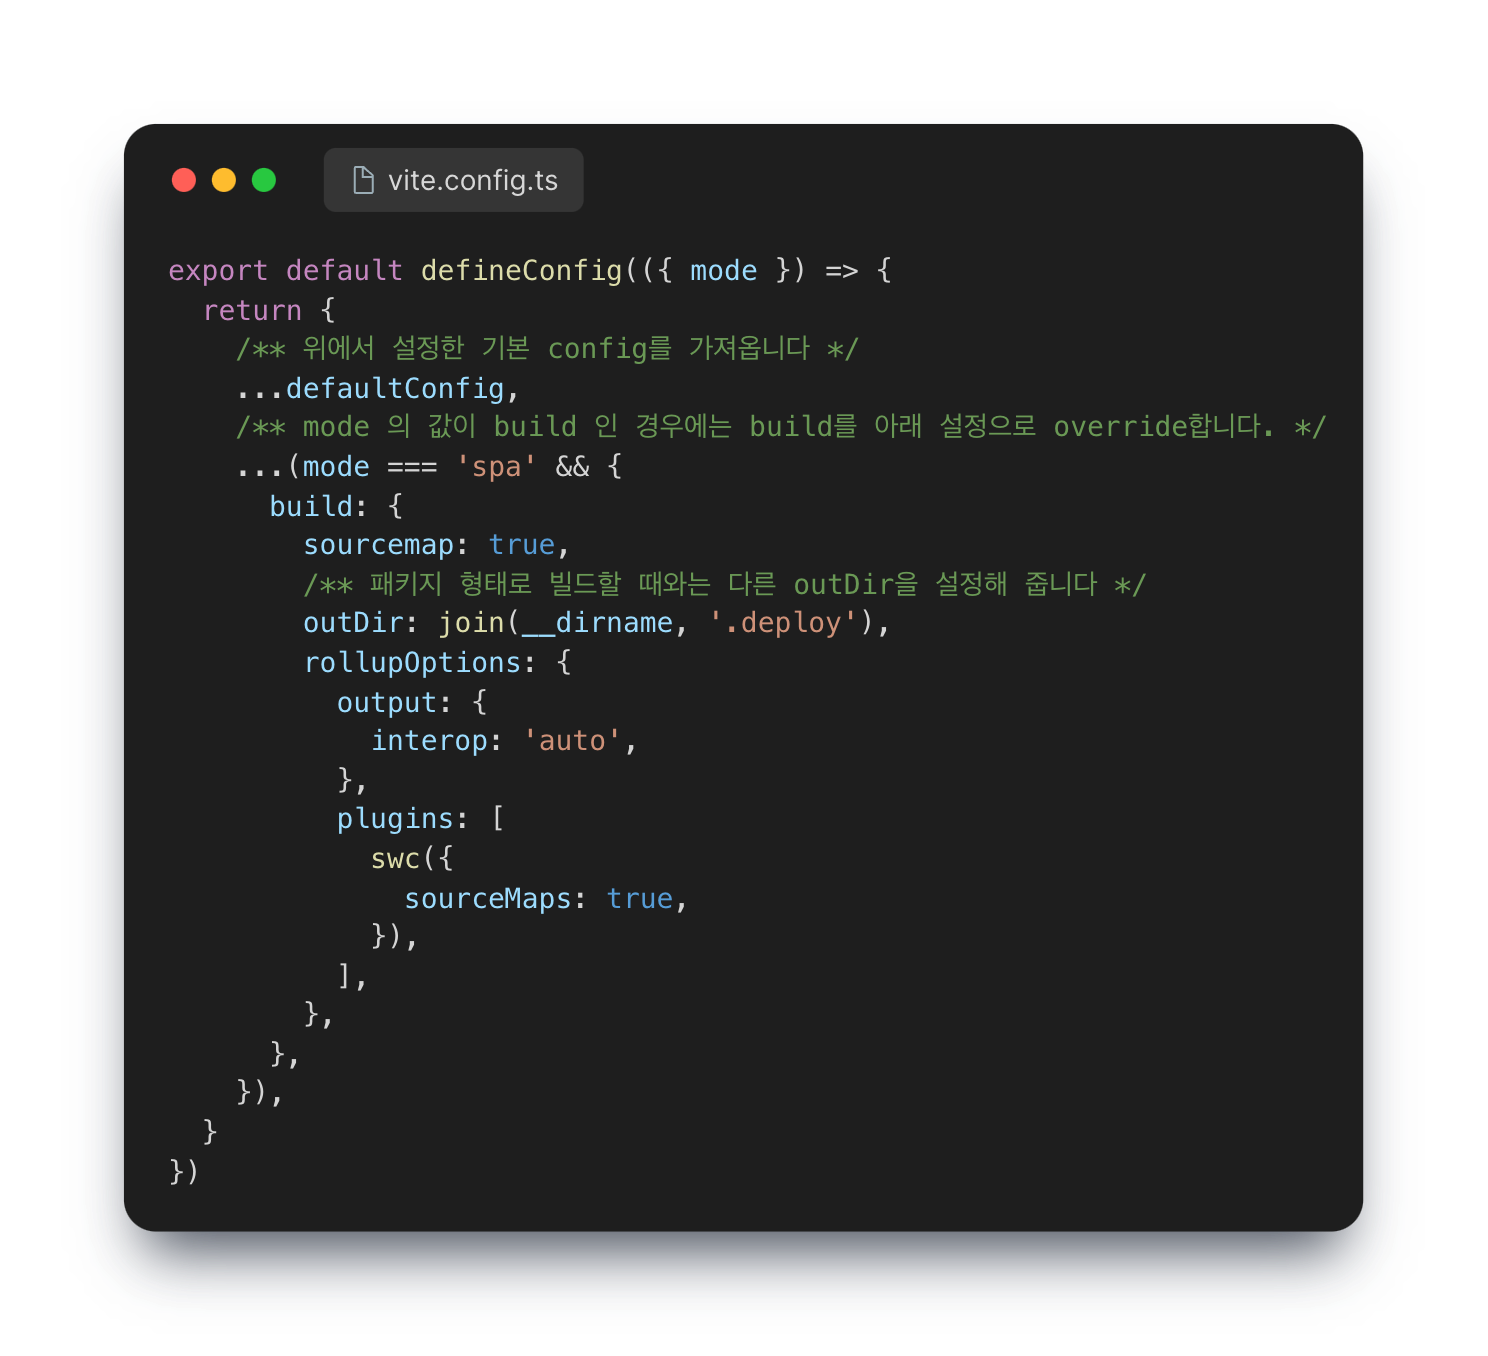 vite.config.ts
export default defineConfig(({ mode }) => {
  return {
    /** 위에서 설정한 기본 config를 가져옵니다 */
    ...defaultConfig,
    /** mode 의 값이 build 인 경우에는 build를 아래 설정으로 override합니다. */
    ...(mode === 'spa' && {
      build: {
        sourcemap: true,
        /** 패키지 형태로 빌드할 때와는 다른 outDir을 설정해 줍니다 */
        outDir: join(__dirname, '.deploy'),
        rollupOptions: {
          output: {
            interop: 'auto',
          },
          plugins: [
            swc({
              sourceMaps: true,
            }),
          ],
        },
      },
    }),
  }
})